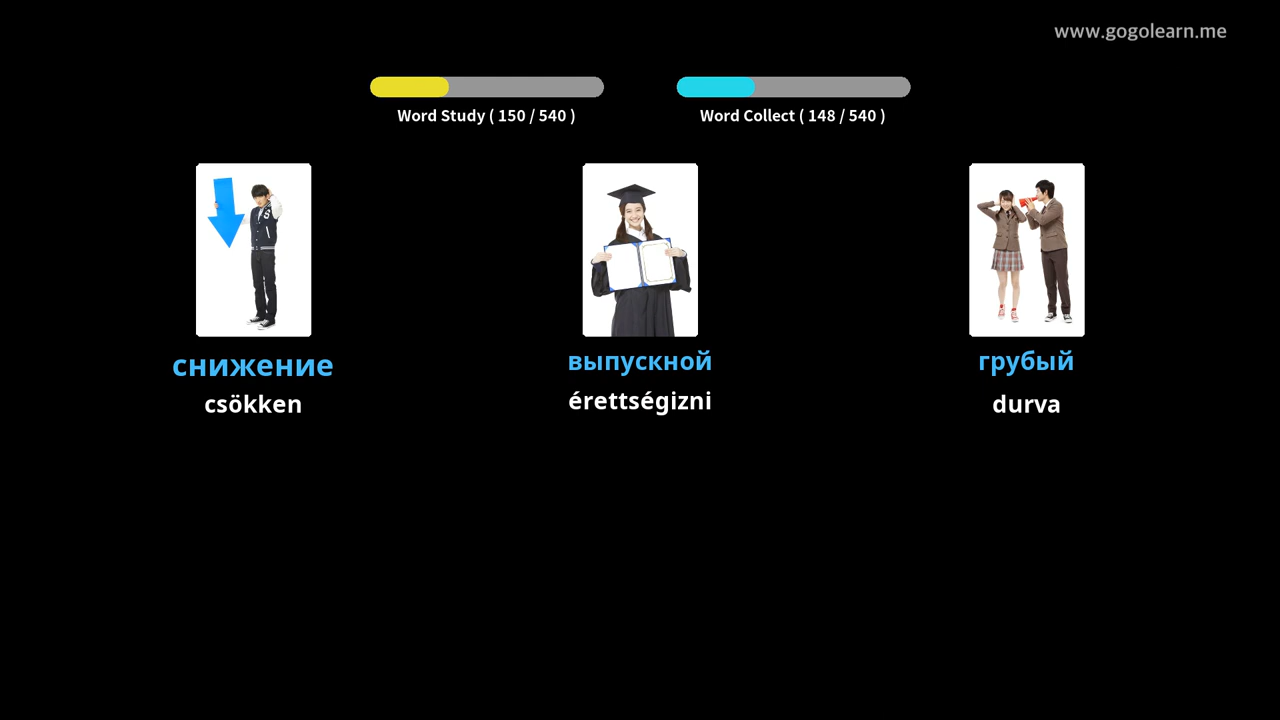 www.gogolearn.me
Word Study ( 150 / 540 )
Word Collect ( 148 / 540 )
снижение
выпускной
грубый
csökken
érettségizni
durva